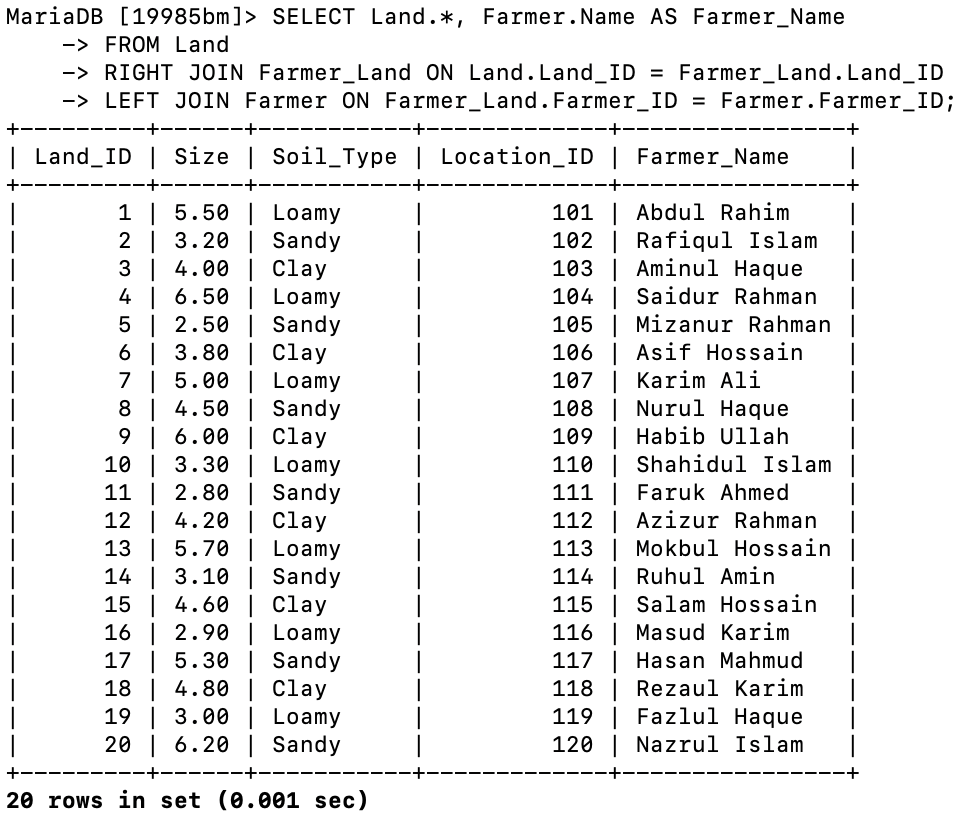 MariaDB [19985bm]> SELECT Land.*, Farmer.Name AS Farmer_Name
    -> FROM Land
    -> RIGHT JOIN Farmer_Land ON Land.Land_ID = Farmer_Land.Land_ID
    -> LEFT JOIN Farmer ON Farmer_Land.Farmer_ID = Farmer.Farmer_ID;
+---------+------+-----------+-------------+----------------+
| Land_ID | Size | Soil_Type | Location_ID | Farmer_Name    |
+---------+------+-----------+-------------+----------------+
|       1 | 5.50 | Loamy     |         101 | Abdul Rahim    |
|       2 | 3.20 | Sandy     |         102 | Rafiqul Islam  |
|       3 | 4.00 | Clay      |         103 | Aminul Haque   |
|       4 | 6.50 | Loamy     |         104 | Saidur Rahman  |
|       5 | 2.50 | Sandy     |         105 | Mizanur Rahman |
|       6 | 3.80 | Clay      |         106 | Asif Hossain   |
|       7 | 5.00 | Loamy     |         107 | Karim Ali      |
|       8 | 4.50 | Sandy     |         108 | Nurul Haque    |
|       9 | 6.00 | Clay      |         109 | Habib Ullah    |
|      10 | 3.30 | Loamy     |         110 | Shahidul Islam |
|      11 | 2.80 | Sandy     |         111 | Faruk Ahmed    |
|      12 | 4.20 | Clay      |         112 | Azizur Rahman  |
|      13 | 5.70 | Loamy     |         113 | Mokbul Hossain |
|      14 | 3.10 | Sandy     |         114 | Ruhul Amin     |
|      15 | 4.60 | Clay      |         115 | Salam Hossain  |
|      16 | 2.90 | Loamy     |         116 | Masud Karim    |
|      17 | 5.30 | Sandy     |         117 | Hasan Mahmud   |
|      18 | 4.80 | Clay      |         118 | Rezaul Karim   |
|      19 | 3.00 | Loamy     |         119 | Fazlul Haque   |
|      20 | 6.20 | Sandy     |         120 | Nazrul Islam   |
+---------+------+-----------+-------------+----------------+
20 rows in set (0.001 sec)